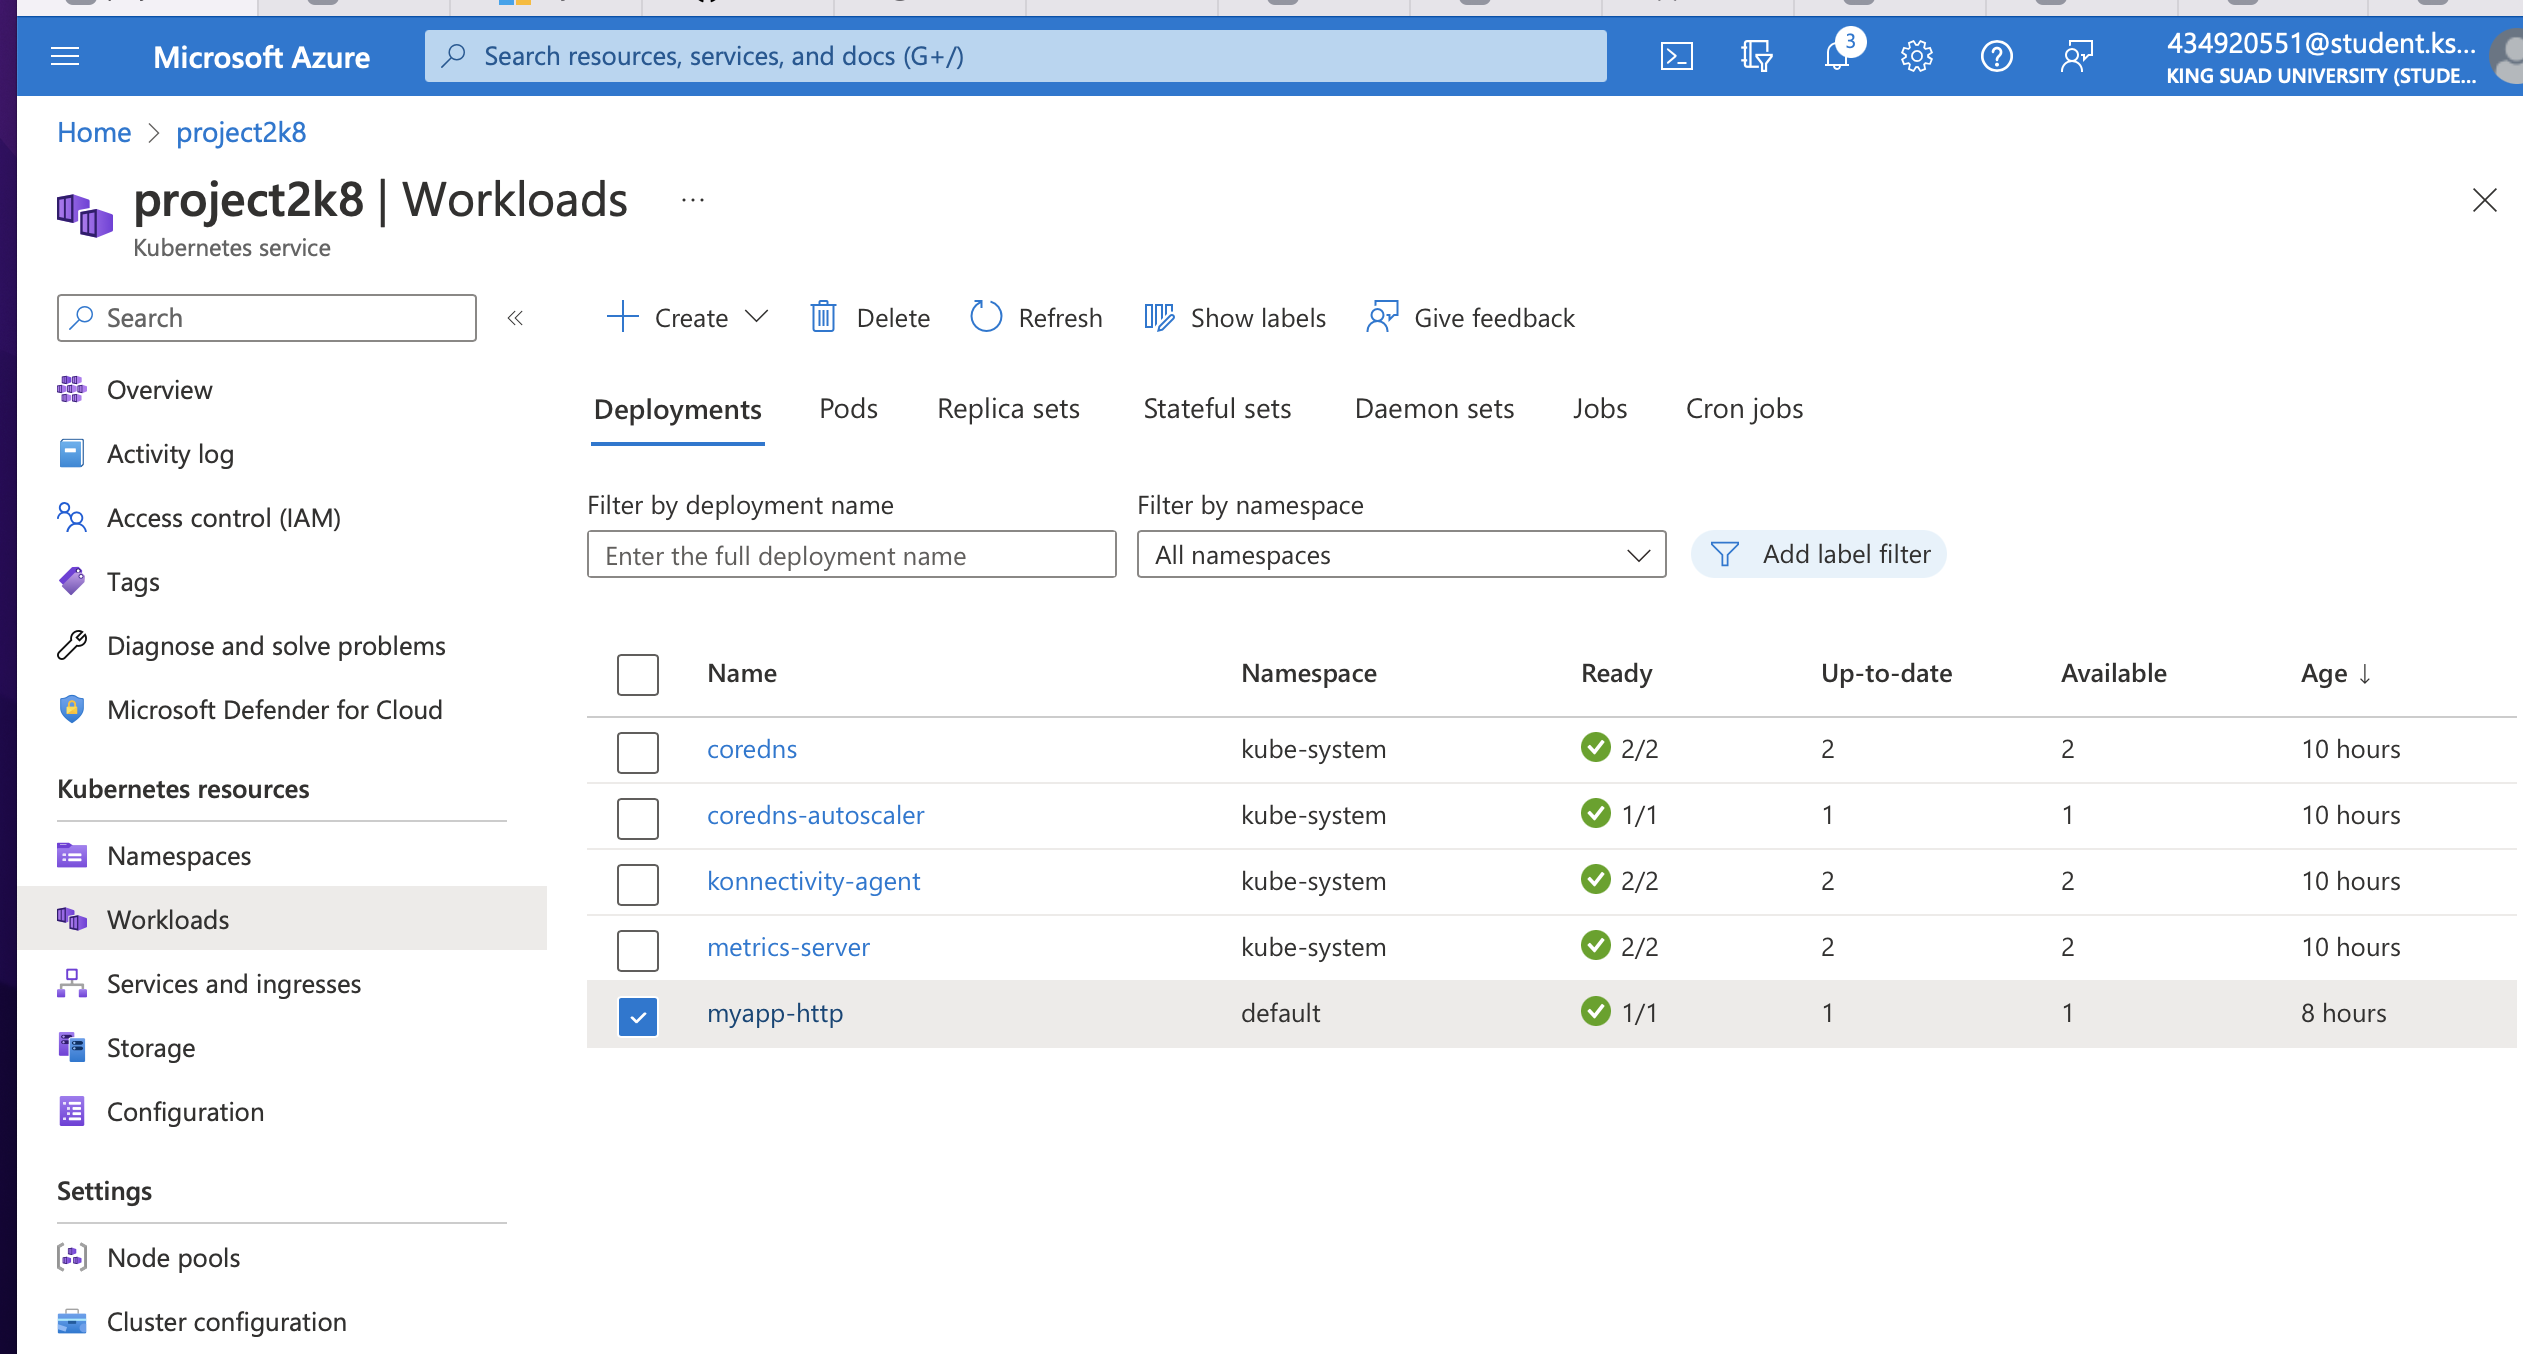 Microsoft Azure
Search resources, services, and docs (G+/)
3
434920551@student.ks...
KING SUAD UNIVERSITY (STUDE...
Home > project2k8
project2k8 | Workloads ...
Kubernetes service
Search «
Create Delete Refresh Show labels Give feedback
Overview
Activity log
Access control (IAM)
Tags
Diagnose and solve problems
Microsoft Defender for Cloud
Kubernetes resources
Namespaces
Workloads
Services and ingresses
Storage
Configuration
Settings
Node pools
Cluster configuration
Deployments Pods Replica sets Stateful sets Daemon sets Jobs Cron jobs
Filter by deployment name Filter by namespace
Enter the full deployment name All namespaces Add label filter
Name Namespace Ready Up-to-date Available Age ↓
coredns kube-system 2/2 2 2 10 hours
coredns-autoscaler kube-system 1/1 1 1 10 hours
konnectivity-agent kube-system 2/2 2 2 10 hours
metrics-server kube-system 2/2 2 2 10 hours
myapp-http default 1/1 1 1 8 hours